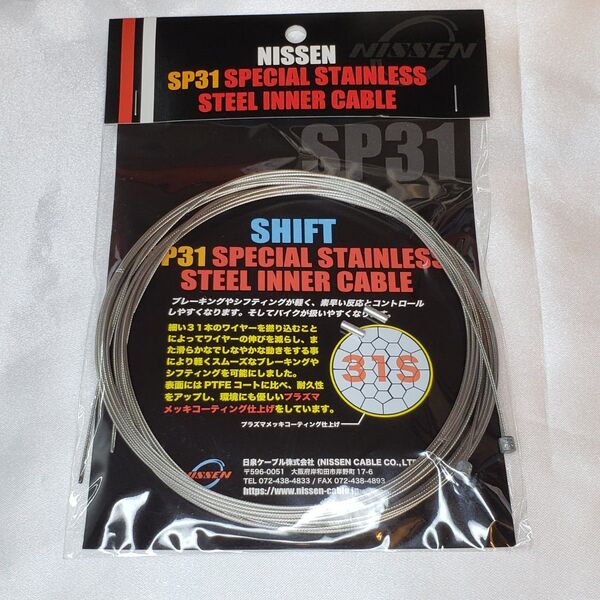 NISSEN
NISSEN
SP31 SPECIAL STAINLESS
STEEL INNER CABLE
SP31
SHIFT
P31 SPECIAL STAINLESS
STEEL INNER CABLE
ブレーキングやシフティングが軽く、素早い反応とコントロール
しやすくなります。そしてバイクが扱いやすくなります。
細い31本のワイヤーを撚り込むこと
によってワイヤーの伸びを減らし、ま
た滑らかなでしなやかな動きをする事
により軽くスムーズなブレーキングや
シフティングを可能にしました。
表面にはPTFEコートに比べ、耐久性
をアップし、環境にも優しいプラズマ
メッキコーティング仕上げをしています。
31S
プラズマメッキコーティング仕上げ
NISSEN
日泉ケーブル株式会社 (NISSEN CABLE CO.,LT
〒596-0051 大阪府岸和田市岸野町 17-6
TEL 072-438-4833 / FAX 072-438-4893
https://www.nissen-cable.jp